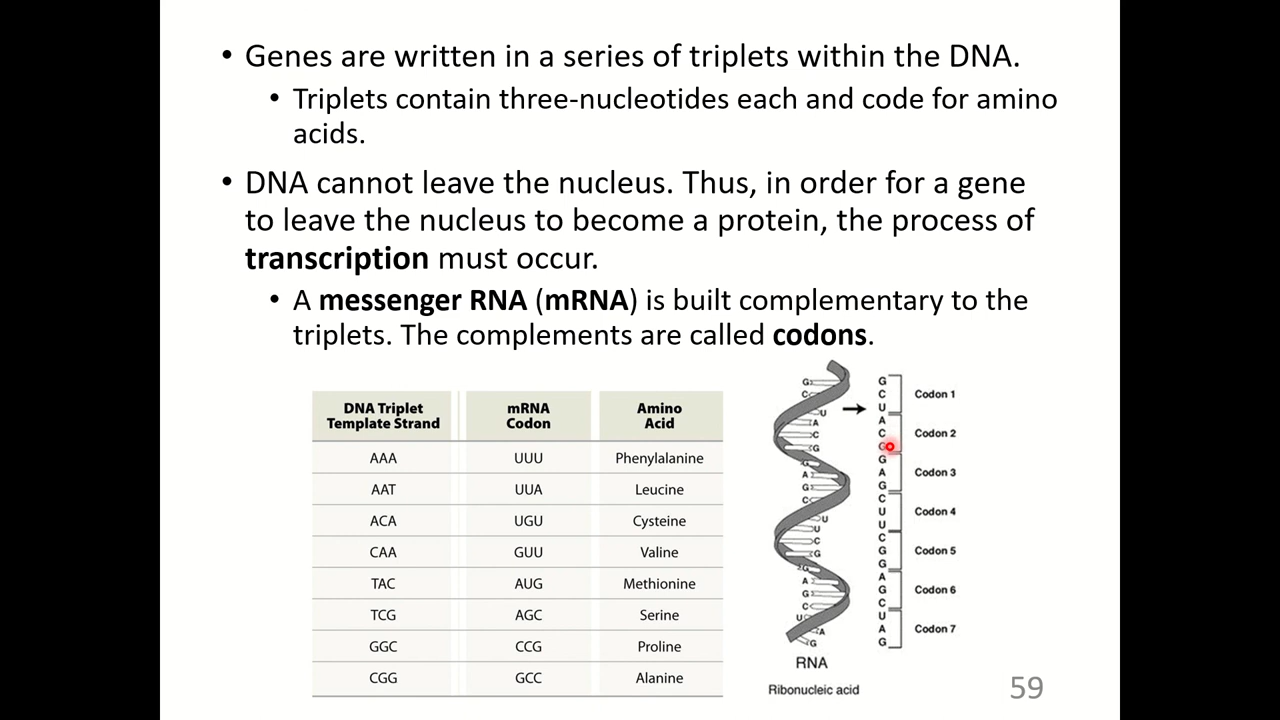 • Genes are written in a series of triplets within the DNA.
• Triplets contain three-nucleotides each and code for amino
acids.
• DNA cannot leave the nucleus. Thus, in order for a gene
to leave the nucleus to become a protein, the process of
transcription must occur.
• A messenger RNA (mRNA) is built complementary to the
triplets. The complements are called codons.
DNA Triplet
Template Strand
mRNA
Codon
Amino
Acid
AAA UUU Phenylalanine
AAT UUA Leucine
ACA UGU Cysteine
CAA GUU Valine
TAC AUG Methionine
TCG AGC Serine
GGC CCG Proline
CGG GCC Alanine
G
C
U
A
C
G
G
A
G
C
U
U
C
G
G
A
G
C
U
A
G
RNA
Ribonucleic acid
G
C
U
Codon 1
A
C
Codon 2
G
A
G
Codon 3
C
U
U
Codon 4
C
G
G
Codon 5
A
G
C
Codon 6
U
A
G
Codon 7
59